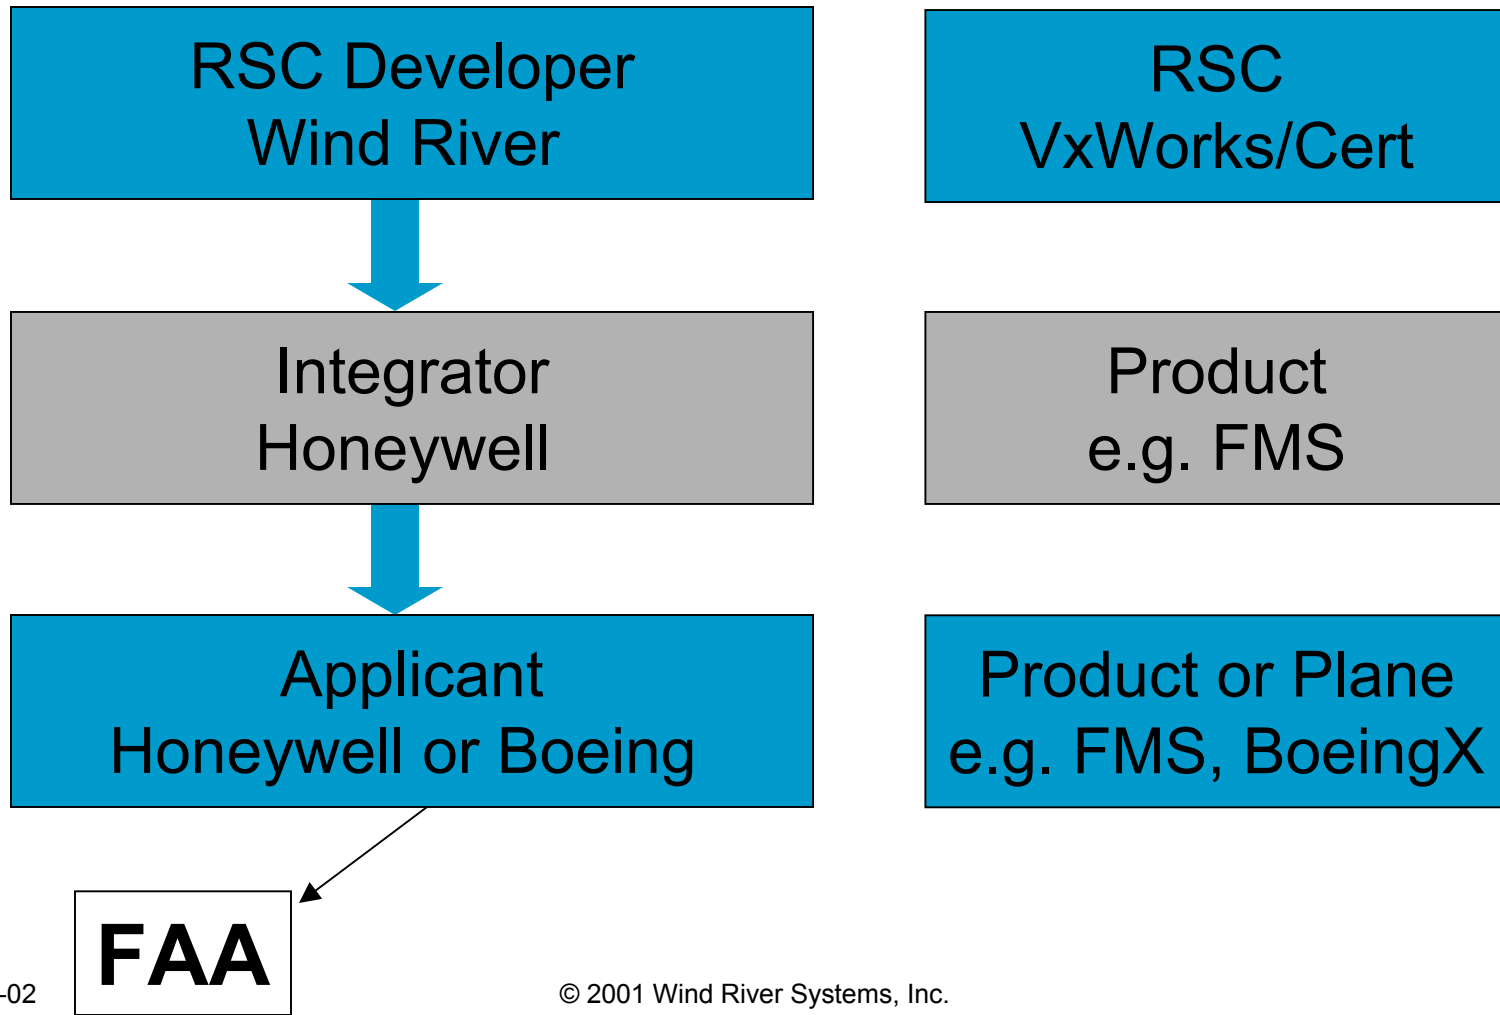 RSC Developer
Wind River
RSC
VxWorks/Cert
Integrator
Honeywell
Product
e.g. FMS
Applicant
Honeywell or Boeing
Product or Plane
e.g. FMS, BoeingX
FAA
-02
© 2001 Wind River Systems, Inc.